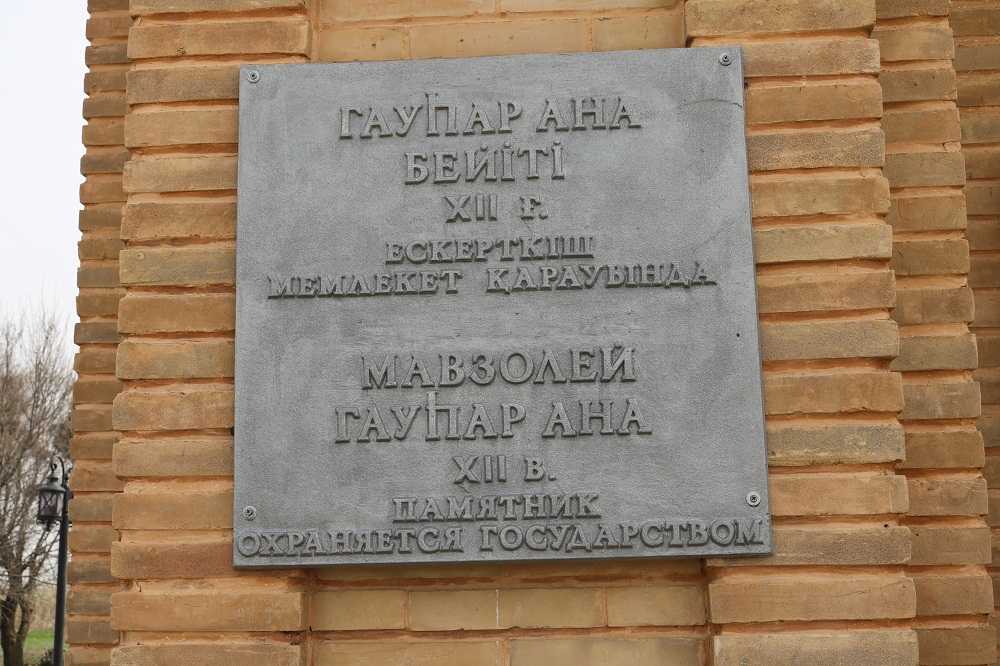 ГАУҺАР АНА
БЕЙІТІ
XII Ғ.
ЕСКЕРТКІШ
МЕМЛЕКЕТ ҚАРАУЫНДА
МАВЗОЛЕЙ
ГАУҺАР АНА
XII В.
ПАМЯТНИК
ОХРАНЯЕТСЯ ГОСУДАРСТВОМ